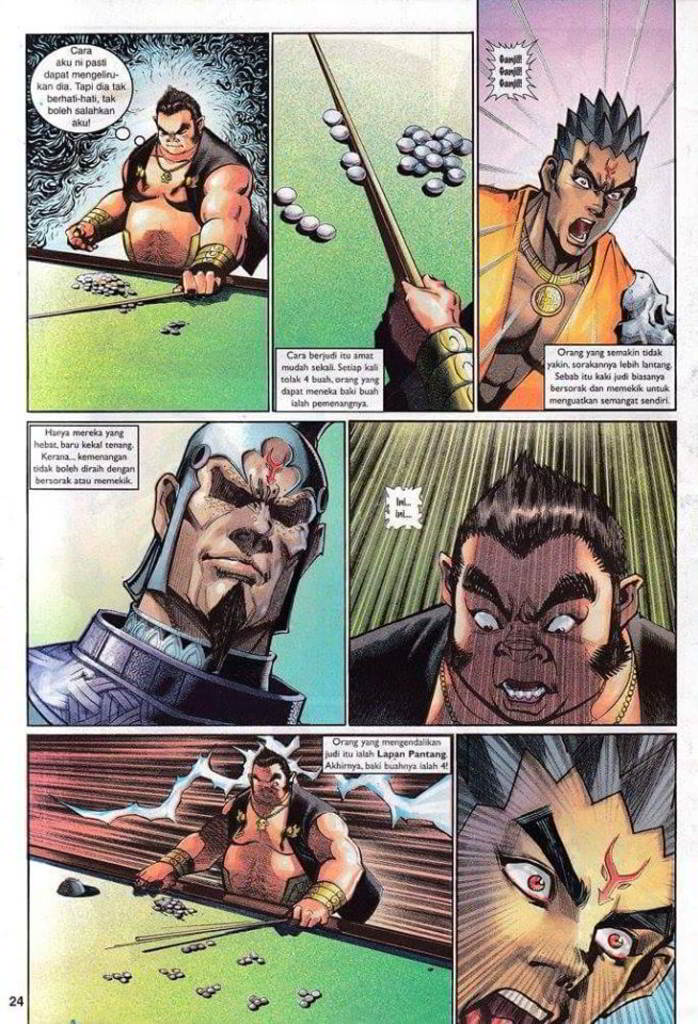 Cara
aku ni pasti
dapat mengeliru-
kan dia. Tapi dia tak
berhati-hati, tak
boleh salahkan
aku!
Cara berjudi itu amat
mudah sekali. Setiap kali
tolak 4 buah, orang yang
dapat meneka baki buah
ialah pemenangnya.
Ganjil!
Ganjil!
Ganjil!
Orang yang semakin tidak
yakin, sorakannya lebih lantang.
Sebab itu kaki judi biasanya
bersorak dan memekik untuk
menguatkan semangat sendiri.
Hanya mereka yang
hebat, baru kekal tenang.
Kerana... kemenangan
tidak boleh diraih dengan
bersorak atau memekik.
Ini...
ini...
Orang yang mengendalikan
judi itu ialah Lapan Pantang.
Akhirnya, baki buahnya ialah 4!
24